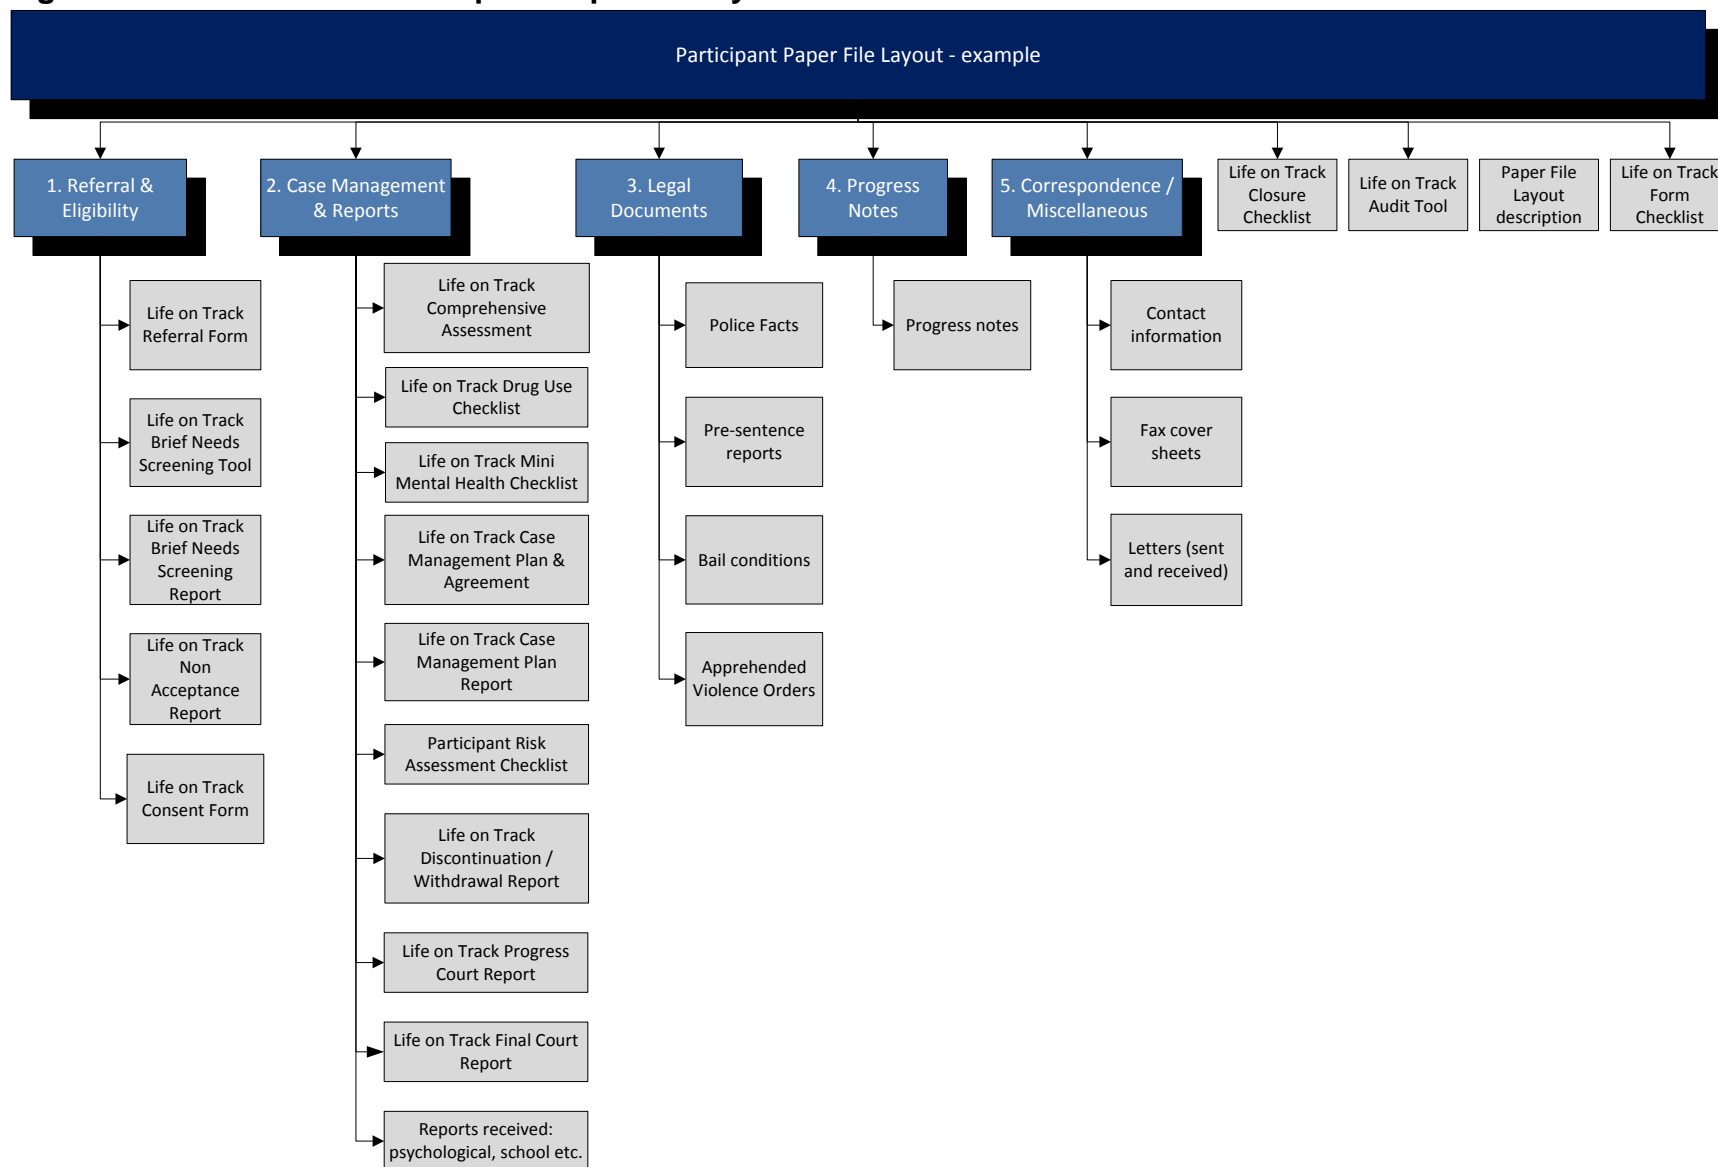 Participant Paper File Layout - example
1. Referral &
Eligibility
2. Case Management
& Reports
3. Legal
Documents
4. Progress
Notes
5. Correspondence /
Miscellaneous
Life on Track
Closure
Checklist
Life on Track
Audit Tool
Paper File
Layout
description
Life on Track
Form
Checklist
Life on Track
Referral Form
Life on Track
Brief Needs
Screening Tool
Life on Track
Brief Needs
Screening
Report
Life on Track
Non
Acceptance
Report
Life on Track
Consent Form
Life on Track
Comprehensive
Assessment
Life on Track Drug Use
Checklist
Life on Track Mini
Mental Health Checklist
Life on Track Case
Management Plan &
Agreement
Life on Track Case
Management Plan
Report
Participant Risk
Assessment Checklist
Life on Track
Discontinuation /
Withdrawal Report
Life on Track Progress
Court Report
Life on Track Final Court
Report
Reports received:
psychological, school etc.
Police Facts
Pre-sentence
reports
Bail conditions
Apprehended
Violence Orders
Progress notes
Contact
information
Fax cover
sheets
Letters (sent
and received)